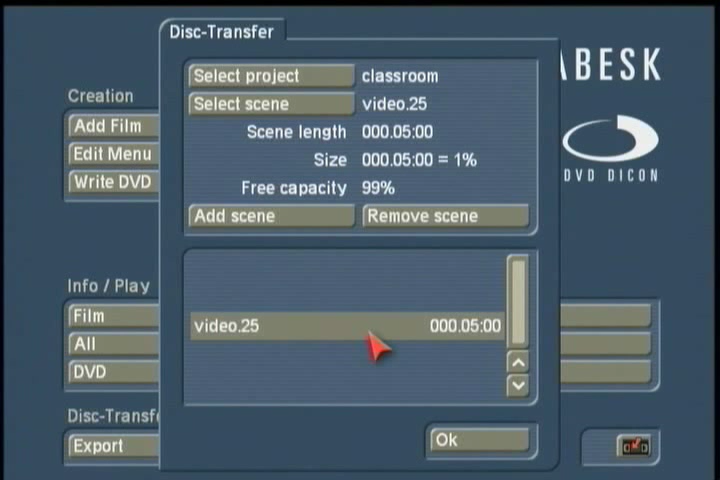 Disc-Transfer
ABESK
Select project classroom
Creation
Select scene video.25
Add Film
Scene length 000.05:00
Edit Menu
Size 000.05:00 = 1%
DVD DICON
Write DVD
Free capacity 99%
Add scene Remove scene
Info / Play
Film
video.25 000.05:00
All
DVD
Disc-Transfe
Export
Ok